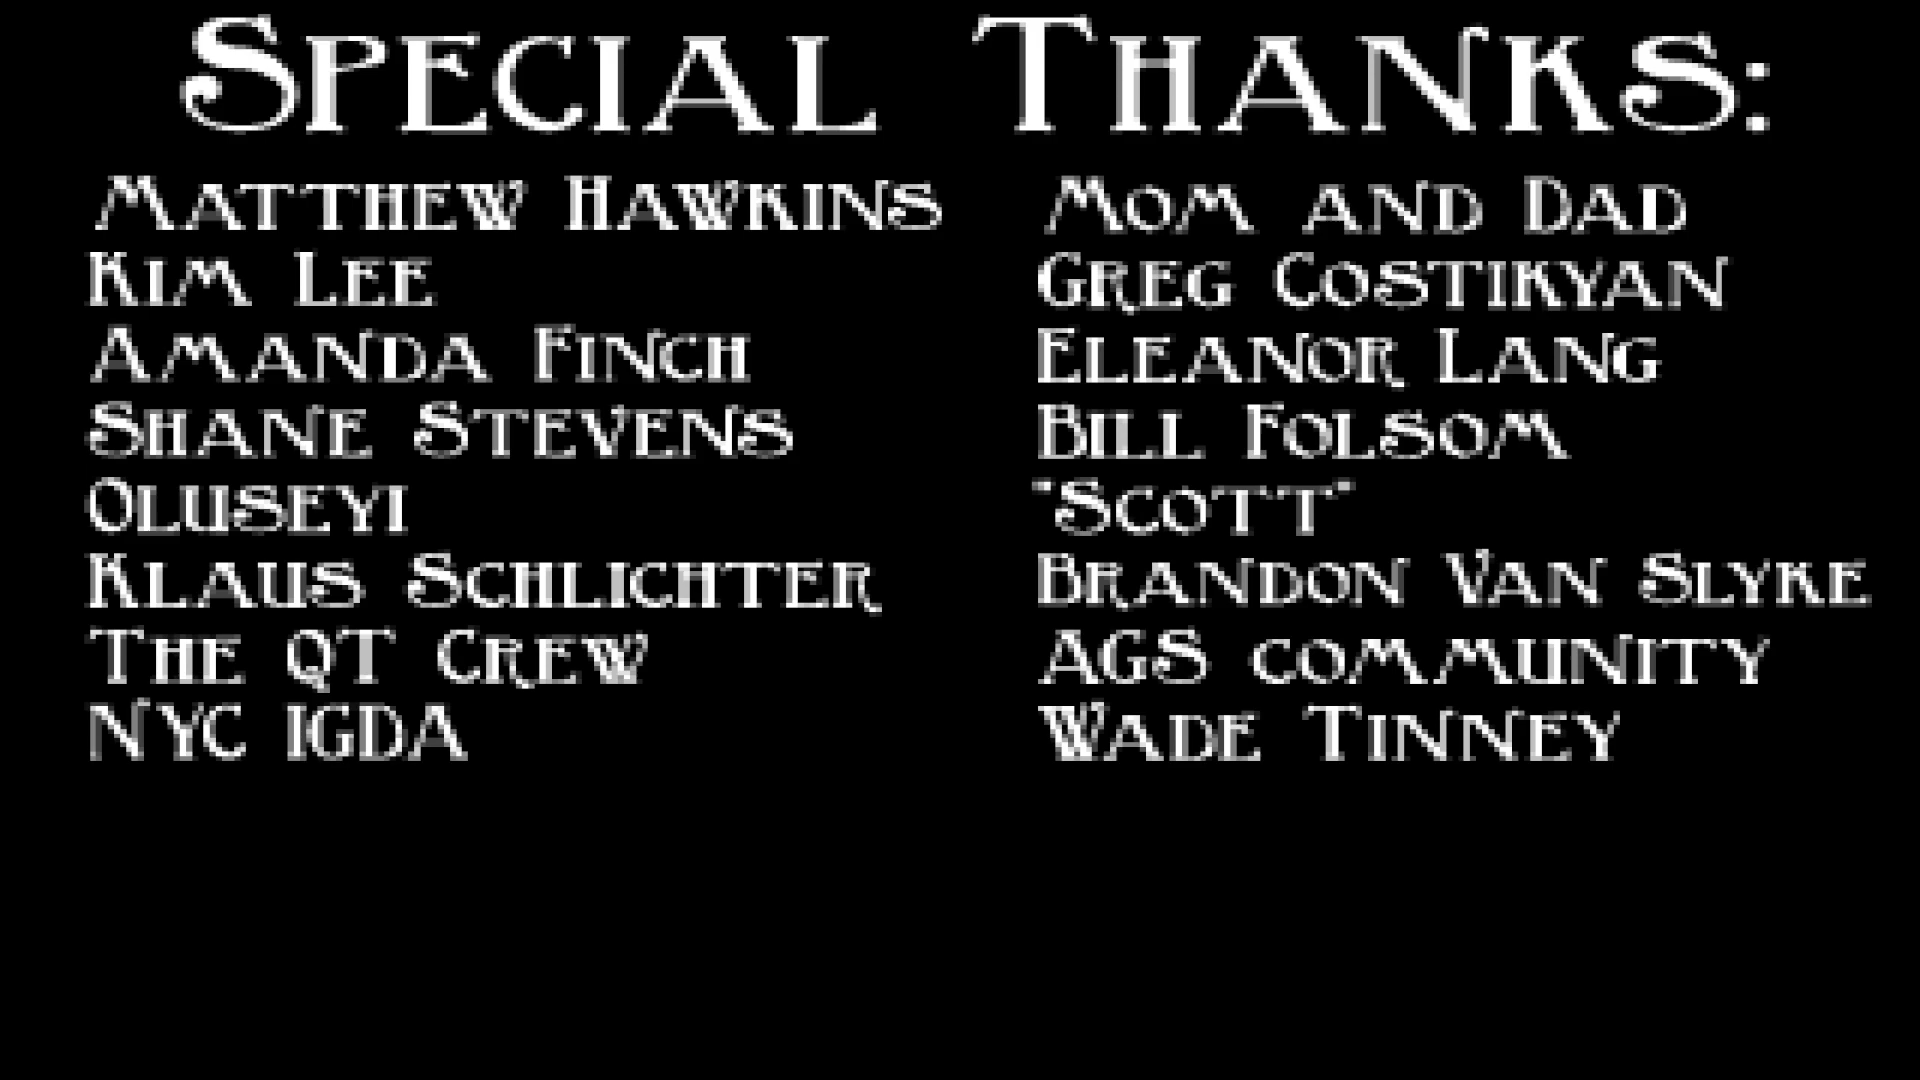 Special Thanks:
Matthew Hawkins
Kim Lee
Amanda Finch
Shane Stevens
Oluseyi
Klaus Schlichter
The QT Crew
NYC IGDA
Mom and Dad
Greg Costikyan
Eleanor Lang
Bill Folsom
"Scott"
Brandon Van Slyke
AGS community
Wade Tinney